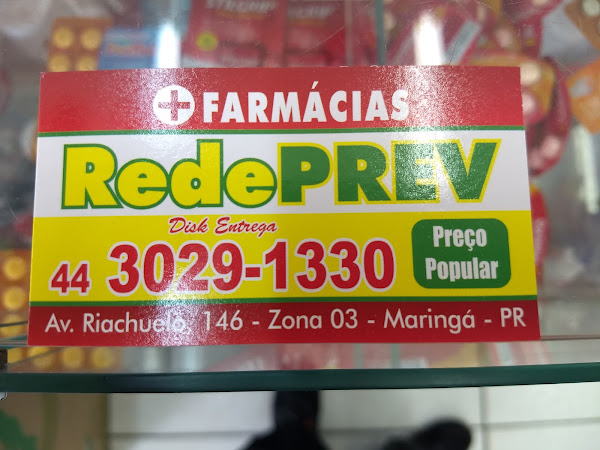 FARMÁCIAS
RedePREV
Disk Entrega
44 3029-1330
Preço
Popular
Av. Riachuelo, 146 - Zona 03 - Maringá - PR